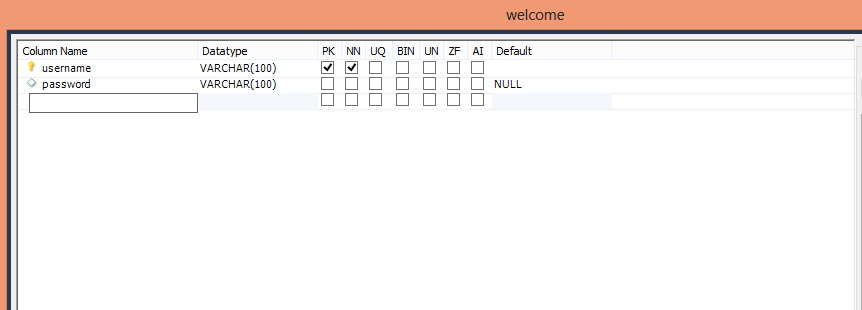 welcome
Column Name Datatype PK NN UQ BIN UN ZF AI Default
username VARCHAR(100)
password VARCHAR(100) NULL